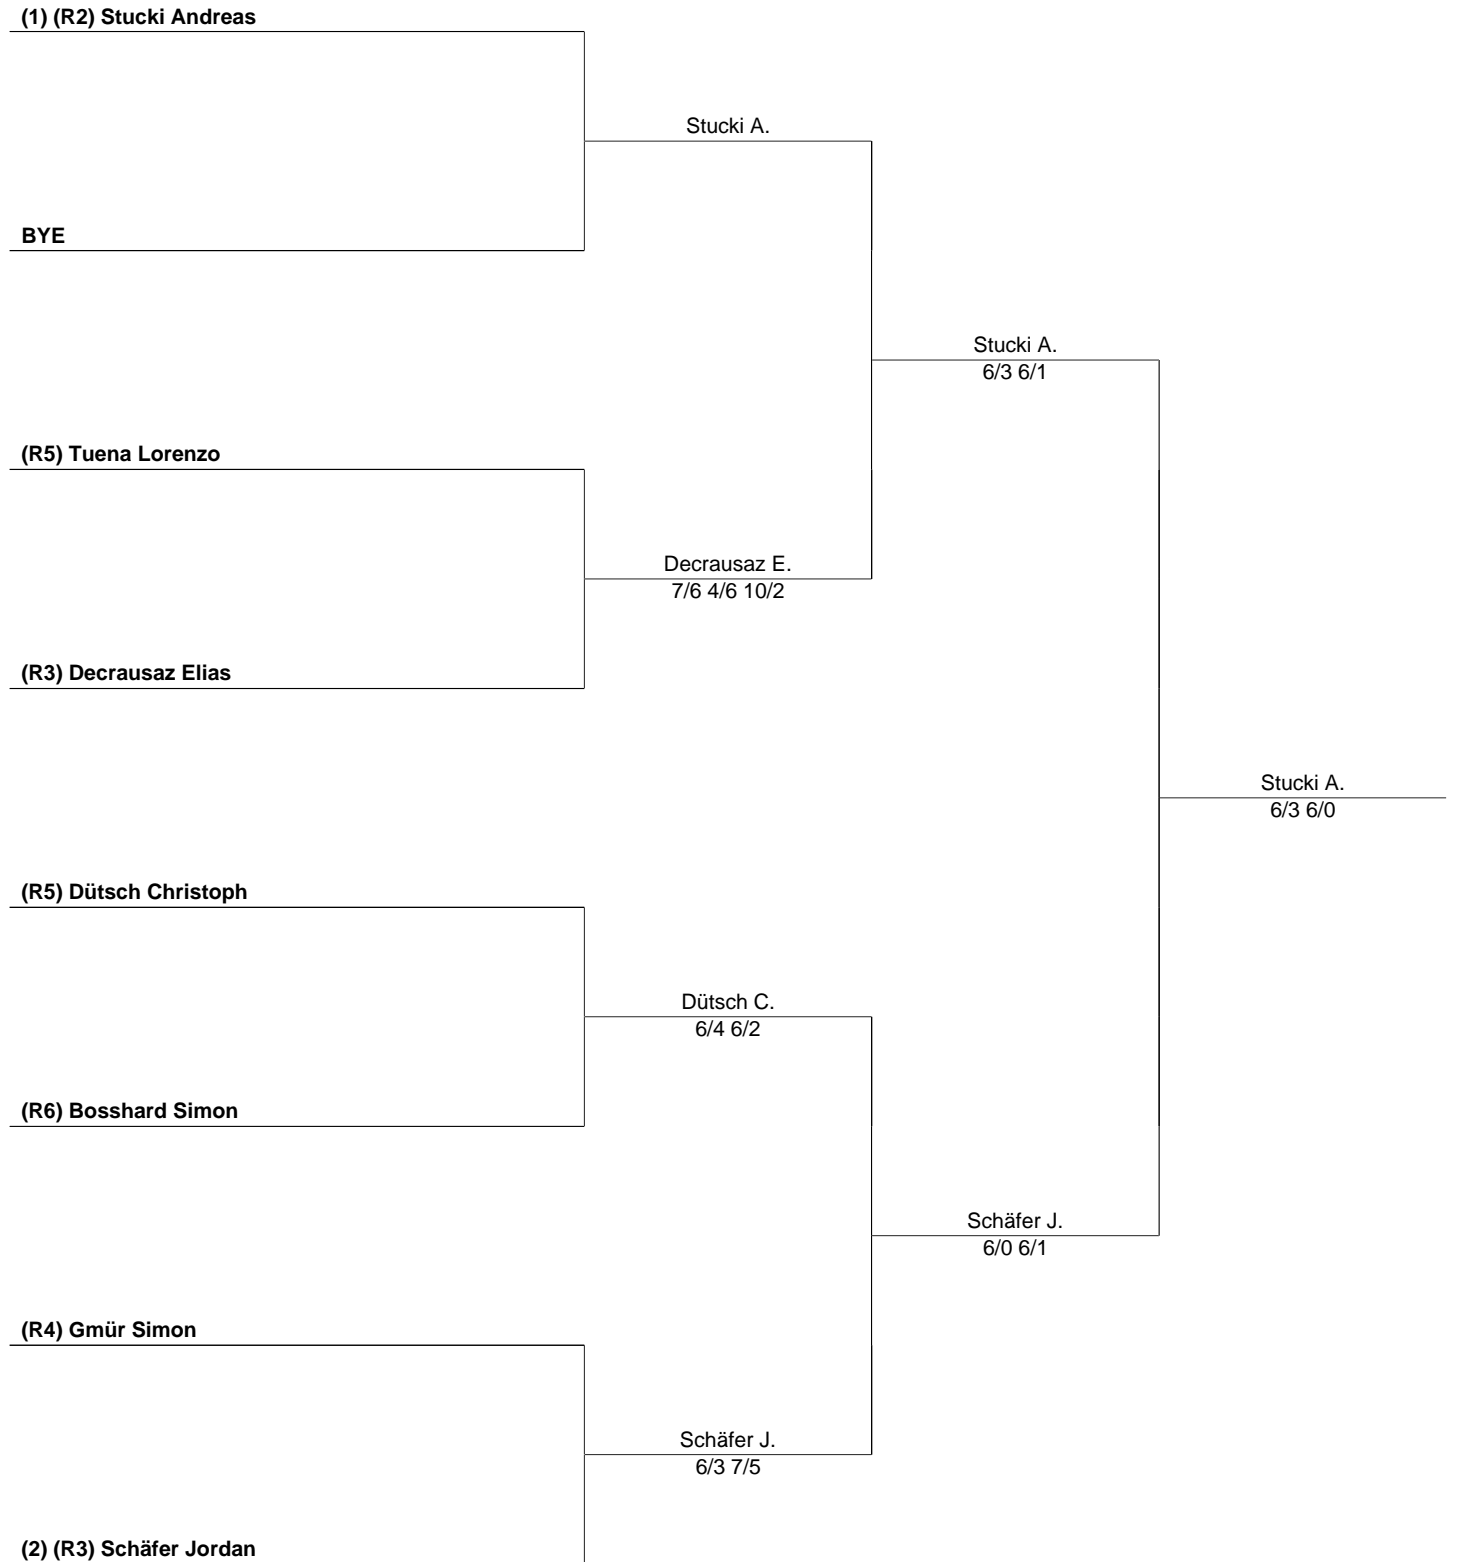 (1) (R2) Stucki Andreas
Stucki A.
BYE
Stucki A.
6/3 6/1
(R5) Tuena Lorenzo
Decrausaz E.
7/6 4/6 10/2
(R3) Decrausaz Elias
Stucki A.
6/3 6/0
(R5) Dütsch Christoph
Dütsch C.
6/4 6/2
(R6) Bosshard Simon
Schäfer J.
6/0 6/1
(R4) Gmür Simon
Schäfer J.
6/3 7/5
(2) (R3) Schäfer Jordan